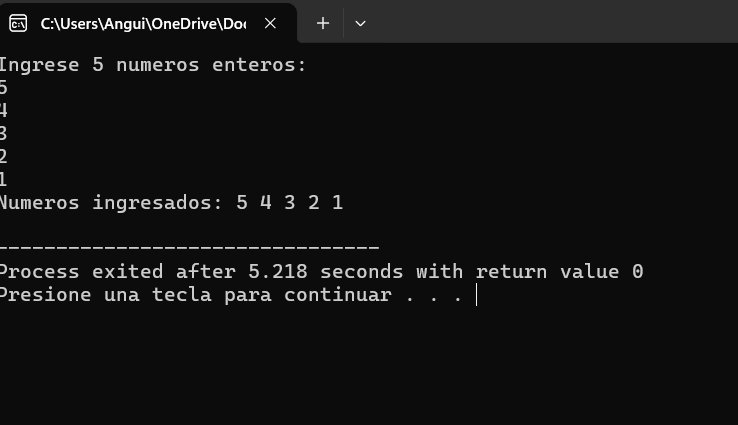 C:\Users\Angui\OneDrive\Doc
Ingrese 5 numeros enteros:
5
4
3
2
1
Numeros ingresados: 5 4 3 2 1
--------------------------------
Process exited after 5.218 seconds with return value 0
Presione una tecla para continuar . . .